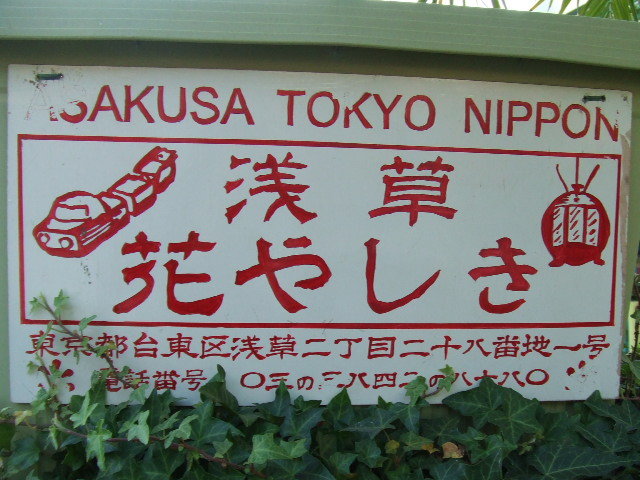 ASAKUSA TOKYO NIPPON
浅草
花やしき
東京都台東区浅草二丁目二十八番地一号
電話番号 〇三の三八四二の八七八〇